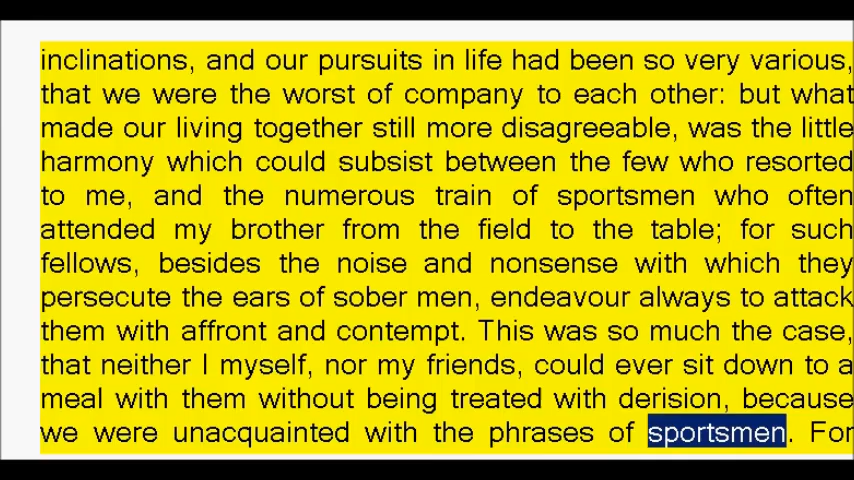 inclinations, and our pursuits in life had been so very various,
that we were the worst of company to each other: but what
made our living together still more disagreeable, was the little
harmony which could subsist between the few who resorted
to me, and the numerous train of sportsmen who often
attended my brother from the field to the table; for such
fellows, besides the noise and nonsense with which they
persecute the ears of sober men, endeavour always to attack
them with affront and contempt. This was so much the case,
that neither I myself, nor my friends, could ever sit down to a
meal with them without being treated with derision, because
we were unacquainted with the phrases of sportsmen. For